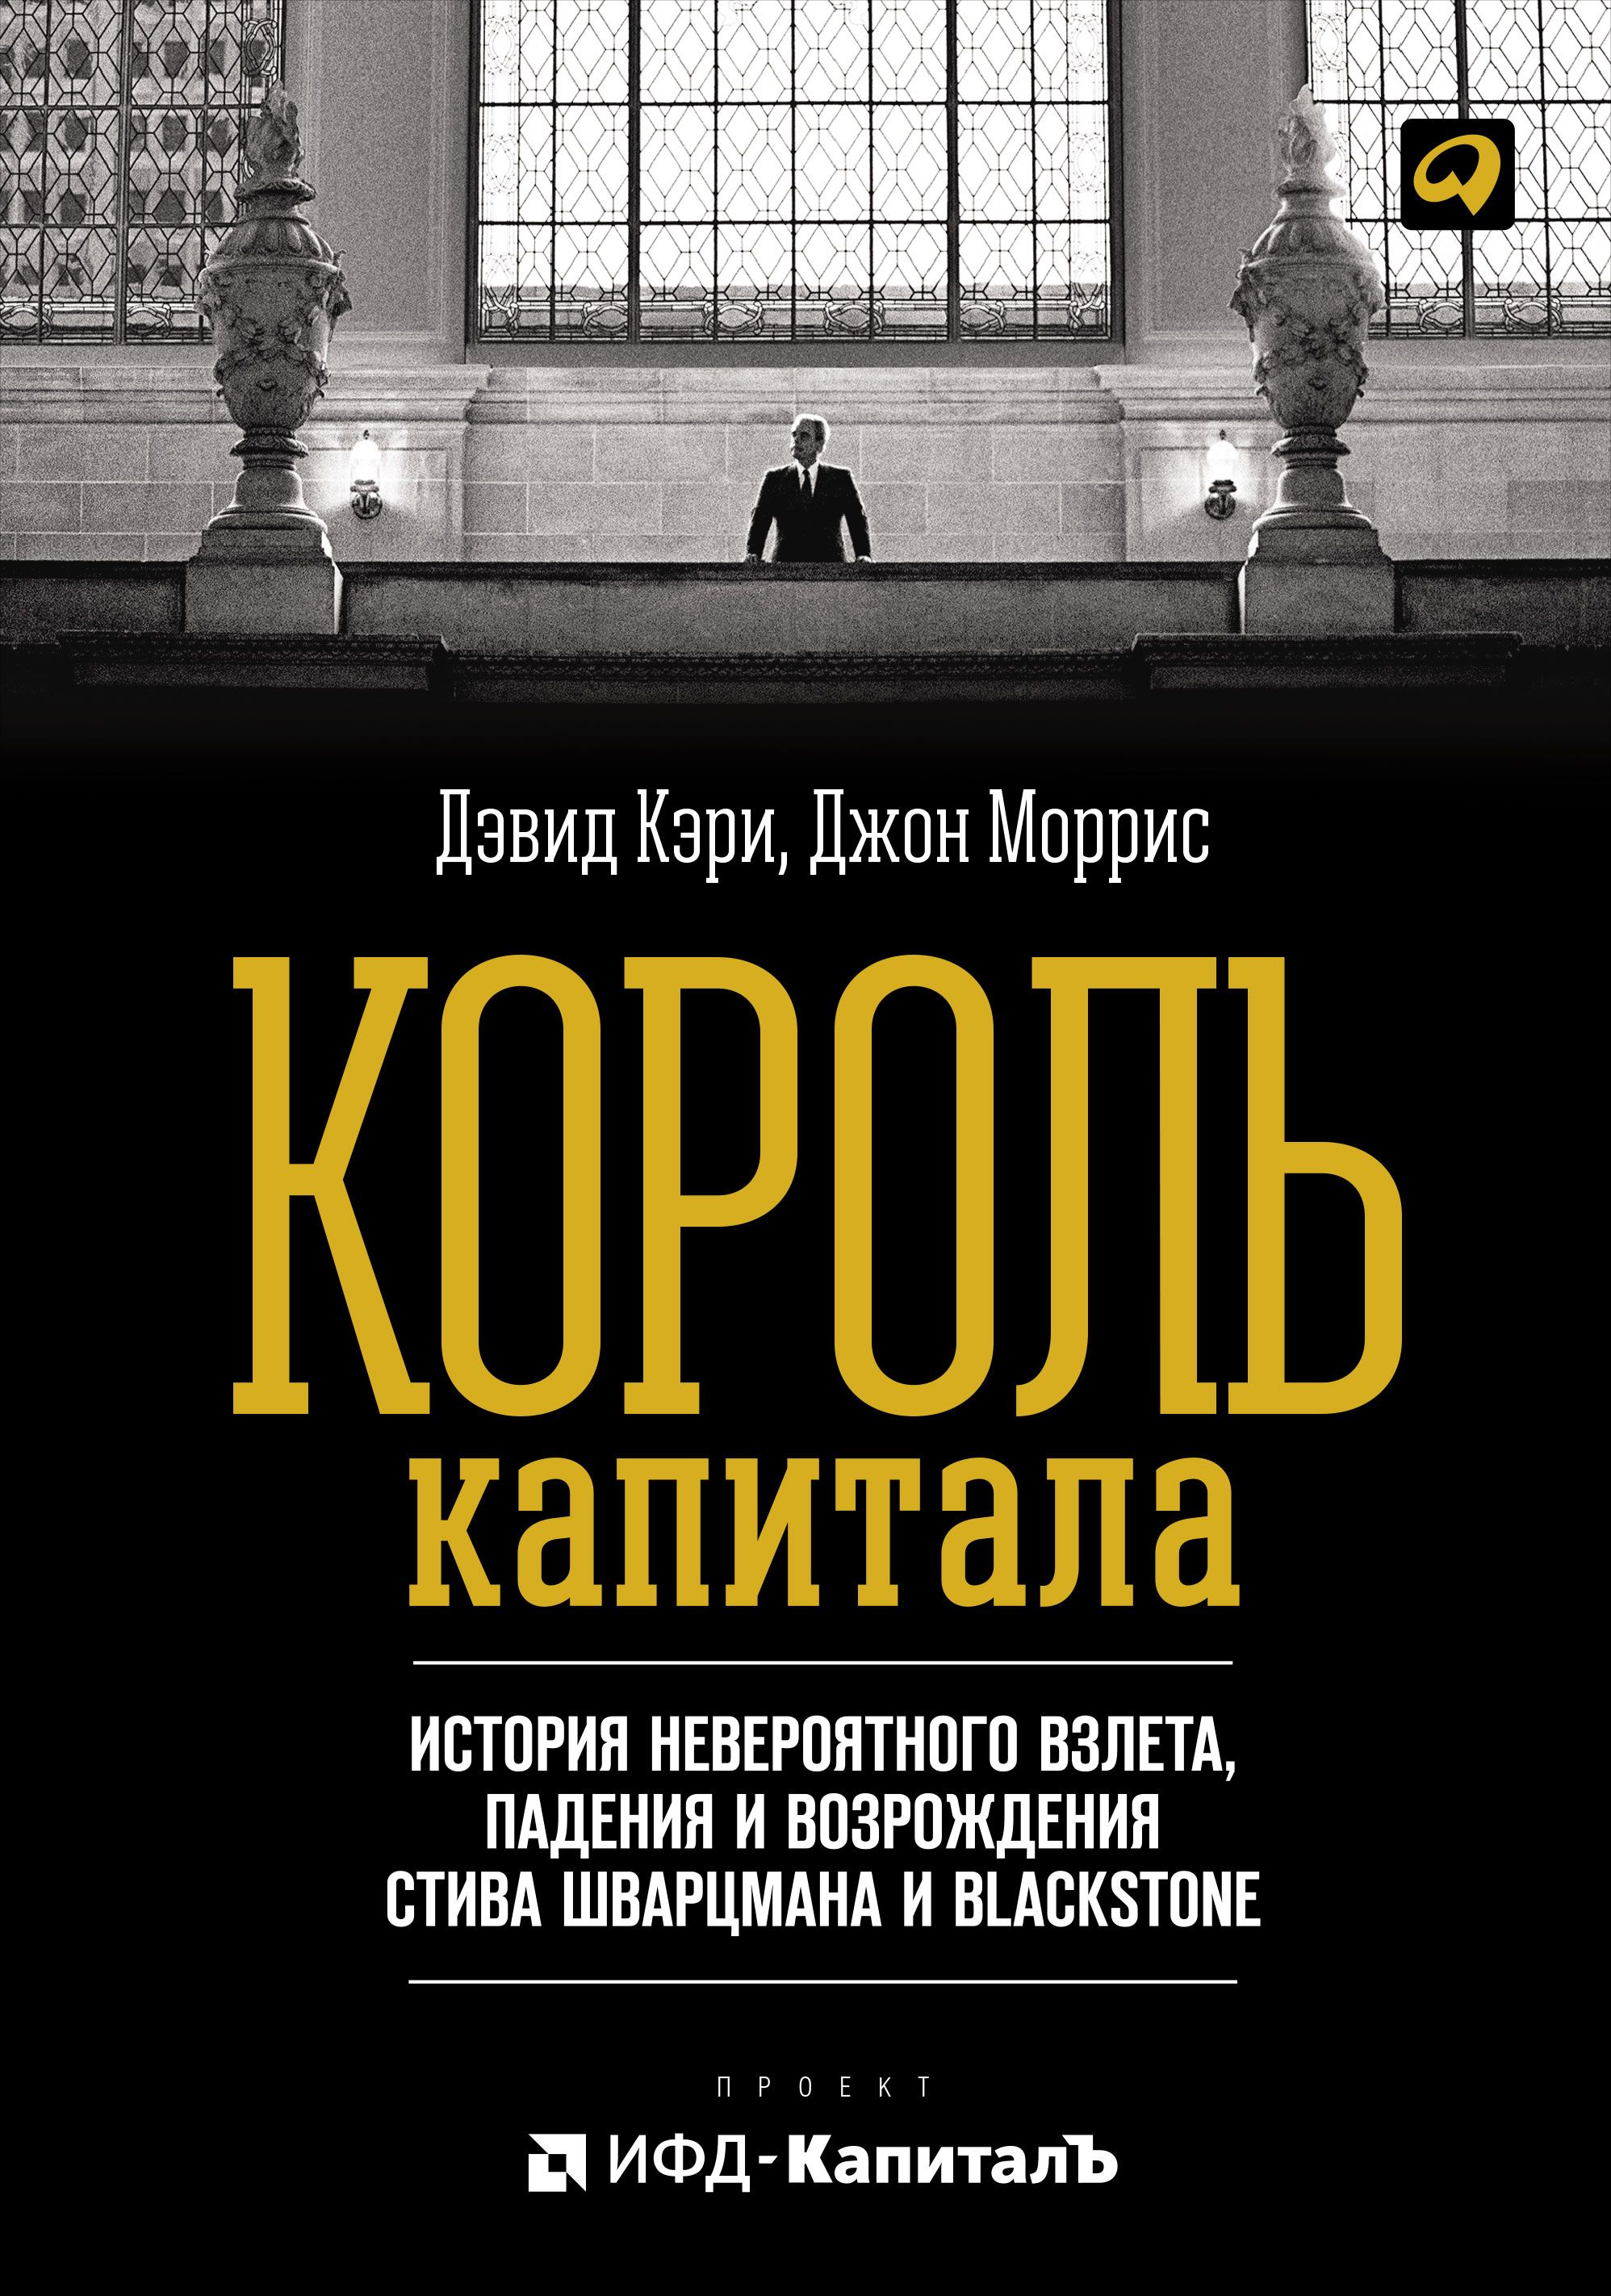 Дэвид Кэри, Джон Моррис
КОРОЛЬ
капитала
ИСТОРИЯ НЕВЕРОЯТНОГО ВЗЛЕТА,
ПАДЕНИЯ И ВОЗРОЖДЕНИЯ
СТИВА ШВАРЦМАНА И BLACKSTONE
ПРОЕКТ
ИФД-КапиталЪ